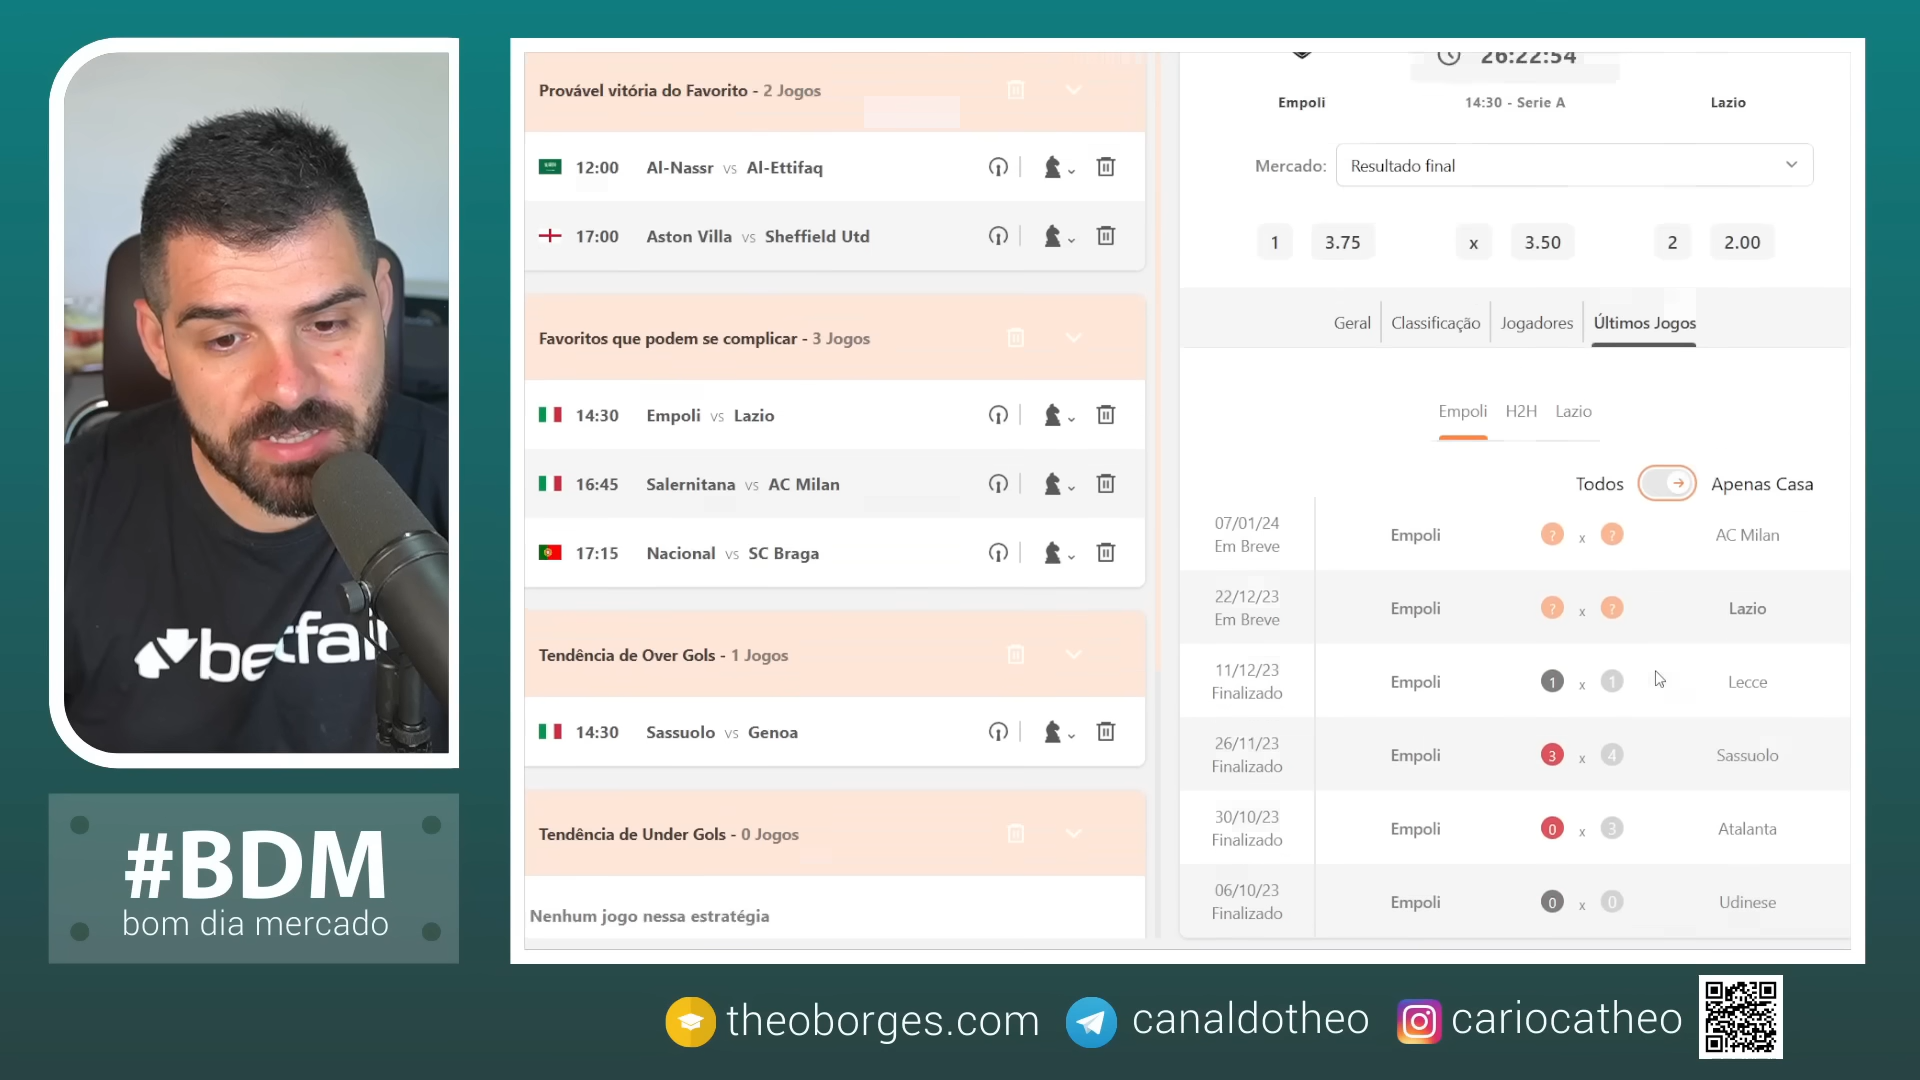 betfair
#BDM
bom dia mercado
Provável vitória do Favorito - 2 Jogos
12:00 Al-Nassr vs Al-Ettifaq
17:00 Aston Villa vs Sheffield Utd
Favoritos que podem se complicar - 3 Jogos
14:30 Empoli vs Lazio
16:45 Salernitana vs AC Milan
17:15 Nacional vs SC Braga
Tendência de Over Gols - 1 Jogos
14:30 Sassuolo vs Genoa
Tendência de Under Gols - 0 Jogos
Nenhum jogo nessa estratégia
26:22:54
Empoli 14:30 - Serie A Lazio
Mercado: Resultado final
1 3.75 x 3.50 2 2.00
Geral Classificação Jogadores Últimos Jogos
Empoli H2H Lazio
Todos Apenas Casa
07/01/24
Em Breve
Empoli ? x ? AC Milan
22/12/23
Em Breve
Empoli ? x ? Lazio
11/12/23
Finalizado
Empoli 1 x 1 Lecce
26/11/23
Finalizado
Empoli 3 x 4 Sassuolo
30/10/23
Finalizado
Empoli 0 x 3 Atalanta
06/10/23
Finalizado
Empoli 0 x 0 Udinese
theoborges.com canaldotheo cariocatheo